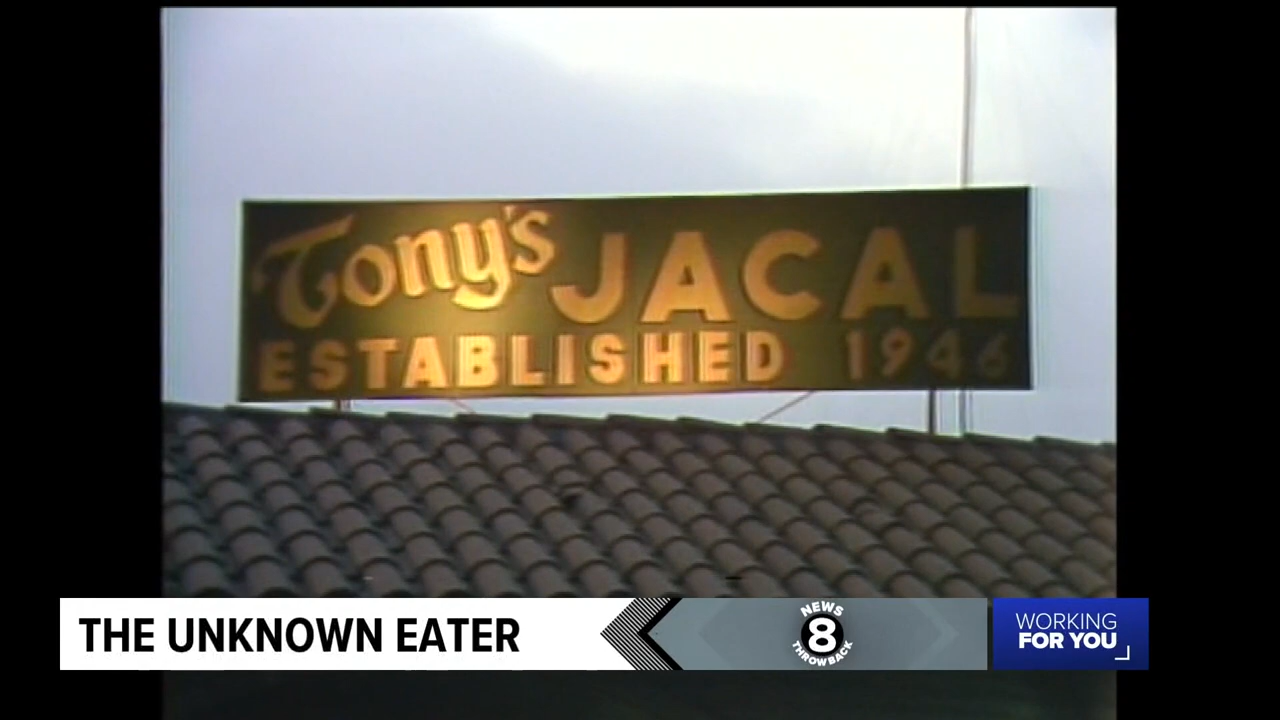 Tony's JACAL
ESTABLISHED 1946
THE UNKNOWN EATER
NEWS
8
THROWBACK
WORKING
FOR YOU